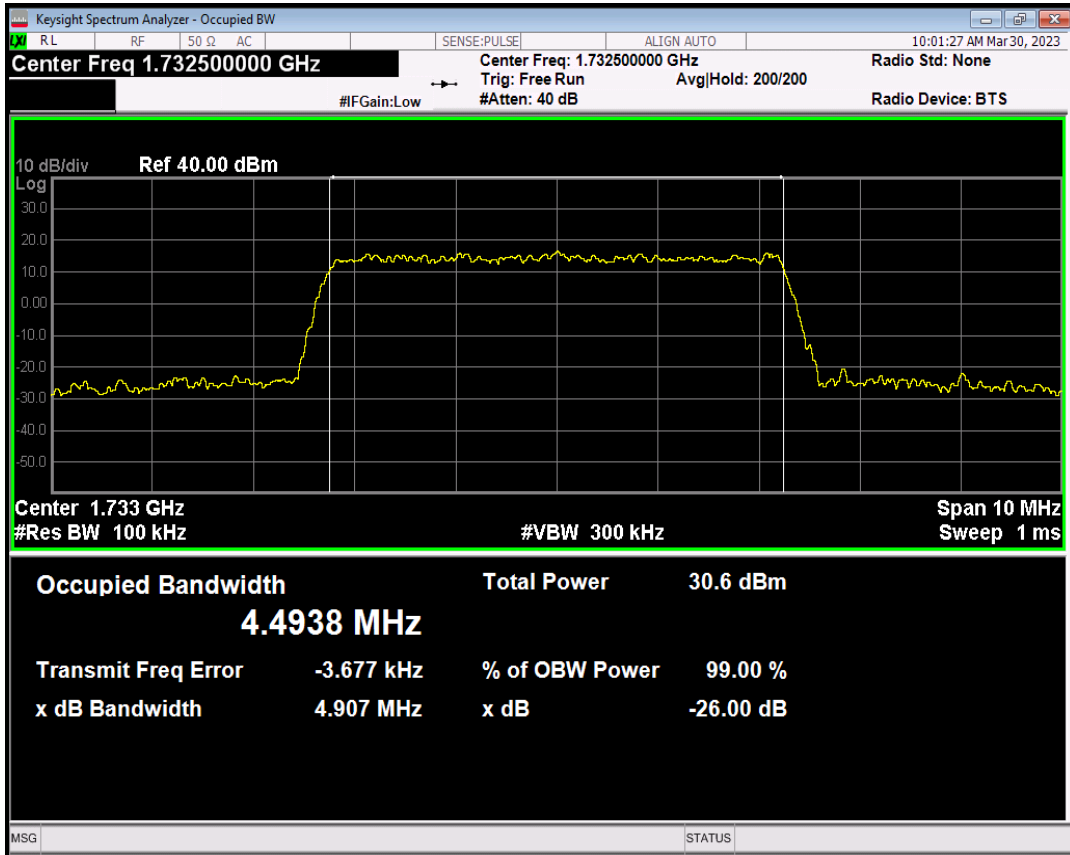 Keysight Spectrum Analyzer - Occupied BW
LXI RL RF 50 Ω AC SENSE:PULSE ALIGN AUTO 10:01:27 AM Mar 30, 2023
Center Freq 1.732500000 GHz Center Freq: 1.732500000 GHz Radio Std: None
Trig: Free Run Avg|Hold: 200/200
#IFGain:Low #Atten: 40 dB Radio Device: BTS
10 dB/div Ref 40.00 dBm
Log
30.0
20.0
10.0
0.00
-10.0
-20.0
-30.0
-40.0
-50.0
Center 1.733 GHz Span 10 MHz
#Res BW 100 kHz #VBW 300 kHz Sweep 1 ms
Occupied Bandwidth Total Power 30.6 dBm
4.4938 MHz
Transmit Freq Error -3.677 kHz % of OBW Power 99.00 %
x dB Bandwidth 4.907 MHz x dB -26.00 dB
MSG STATUS